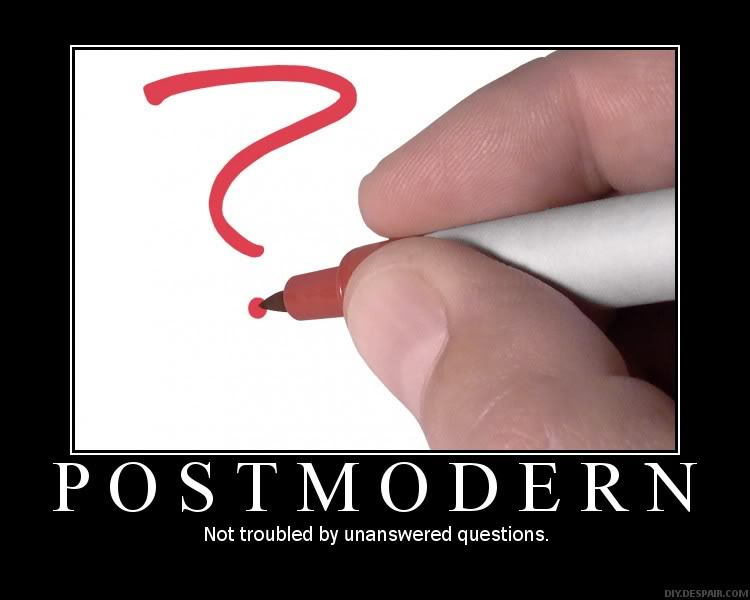 ?
POSTMODERN
Not troubled by unanswered questions.
DIY.DESPAIR.COM